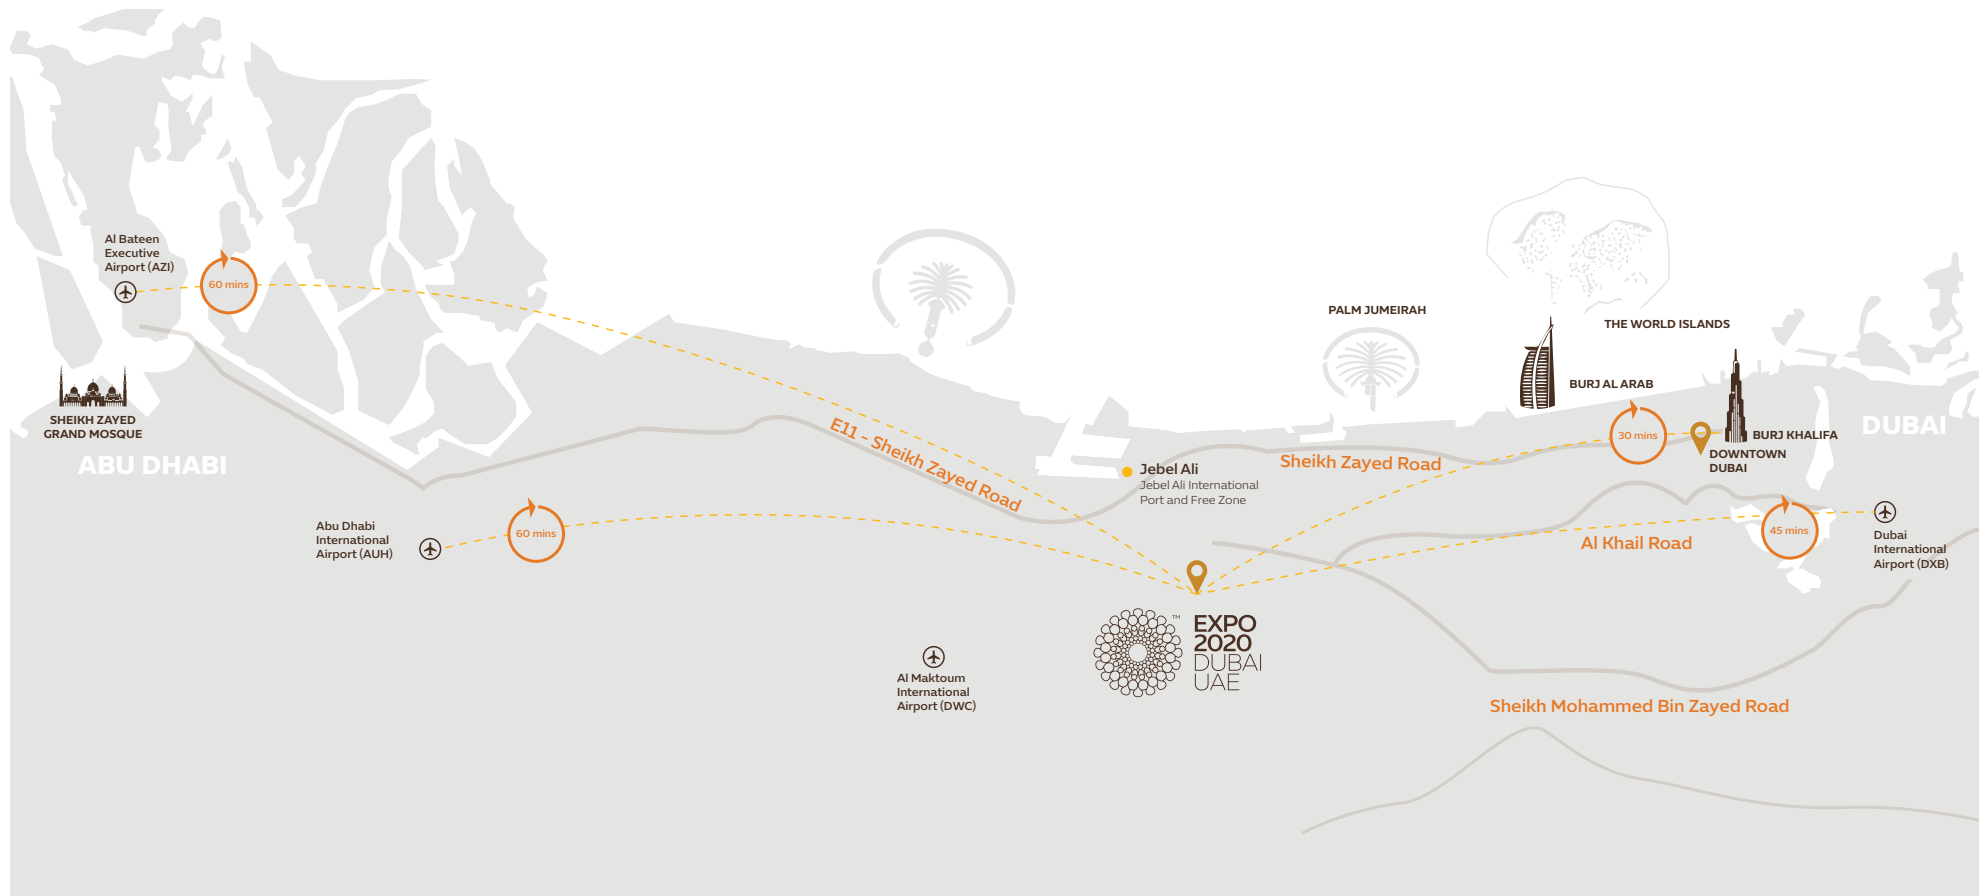 Al Bateen
Executive
Airport (AZI)
60 mins
SHEIKH ZAYED
GRAND MOSQUE
ABU DHABI
Abu Dhabi
International
Airport (AUH)
60 mins
E11 - Sheikh Zayed Road
Al Maktoum
International
Airport (DWC)
Jebel Ali
Jebel Ali International
Port and Free Zone
EXPO
2020
DUBAI
UAE
™
Sheikh Zayed Road
PALM JUMEIRAH
THE WORLD ISLANDS
BURJ AL ARAB
30 mins
BURJ KHALIFA
DOWNTOWN
DUBAI
DUBAI
Al Khail Road
45 mins
Dubai
International
Airport (DXB)
Sheikh Mohammed Bin Zayed Road